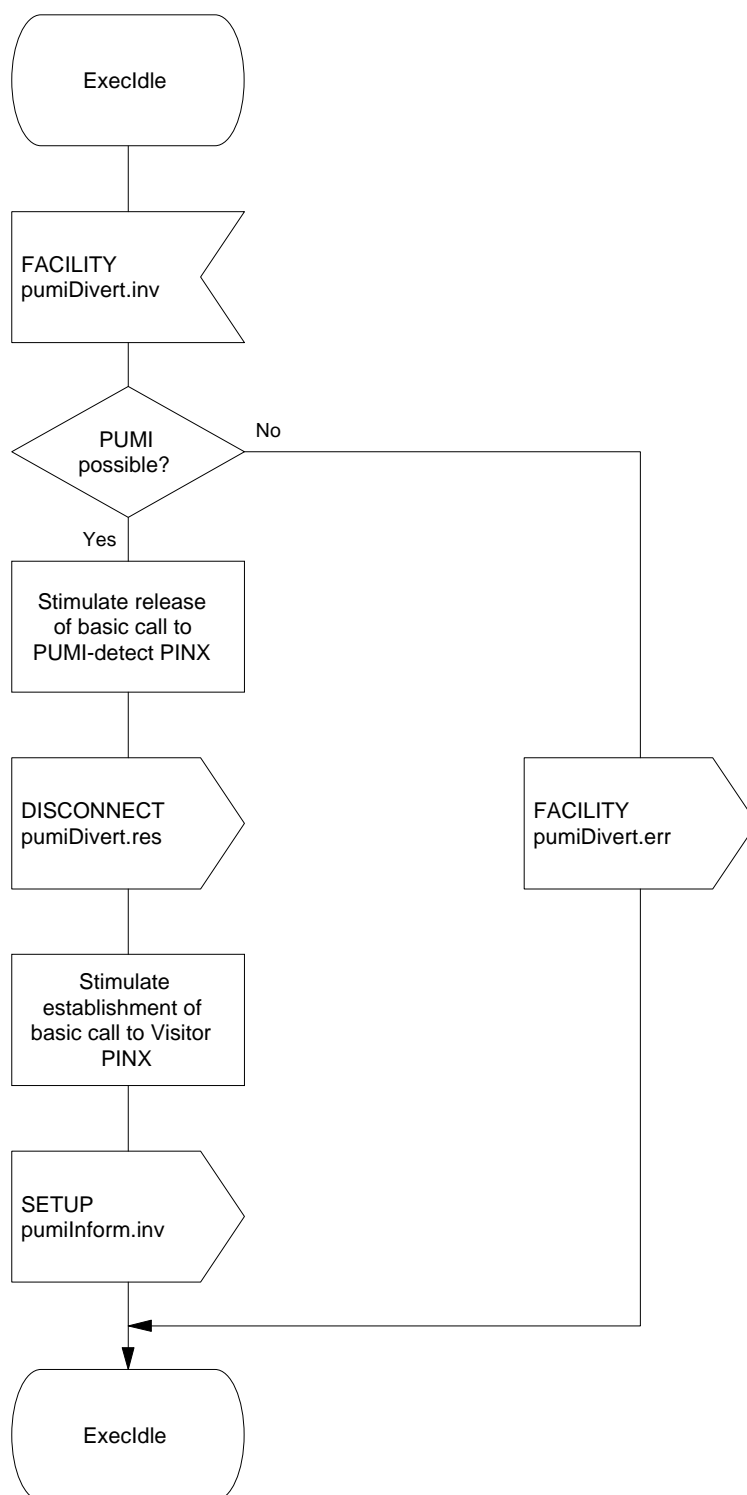 ExecIdle
FACILITY
pumiDivert.inv
PUMI
possible?
No
Yes
Stimulate release
of basic call to
PUMI-detect PINX
DISCONNECT
pumiDivert.res
FACILITY
pumiDivert.err
Stimulate
establishment of
basic call to Visitor
PINX
SETUP
pumiInform.inv
ExecIdle